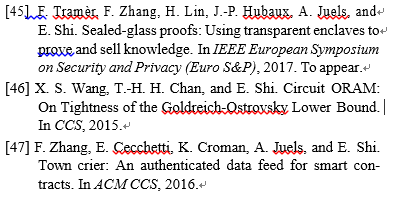 [45] F. Tramèr, F. Zhang, H. Lin, J.-P. Hubaux, A. Juels, and
E. Shi. Sealed-glass proofs: Using transparent enclaves to
prove and sell knowledge. In IEEE European Symposium
on Security and Privacy (Euro S&P), 2017. To appear.
[46] X. S. Wang, T.-H. H. Chan, and E. Shi. Circuit ORAM:
On Tightness of the Goldreich-Ostrovsky Lower Bound.
In CCS, 2015.
[47] F. Zhang, E. Cecchetti, K. Croman, A. Juels, and E. Shi.
Town crier: An authenticated data feed for smart con-
tracts. In ACM CCS, 2016.